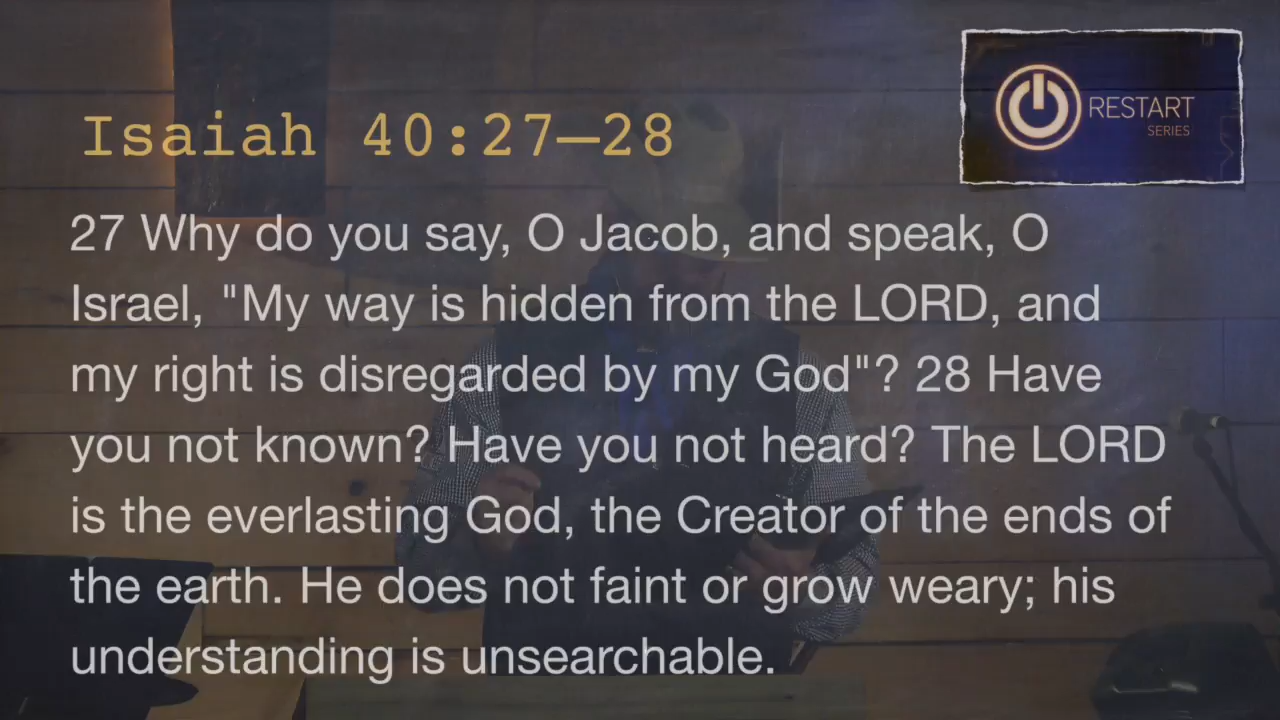 Isaiah 40:27–28
RESTART
SERIES
27 Why do you say, O Jacob, and speak, O
Israel, "My way is hidden from the LORD, and
my right is disregarded by my God"? 28 Have
you not known? Have you not heard? The LORD
is the everlasting God, the Creator of the ends of
the earth. He does not faint or grow weary; his
understanding is unsearchable.